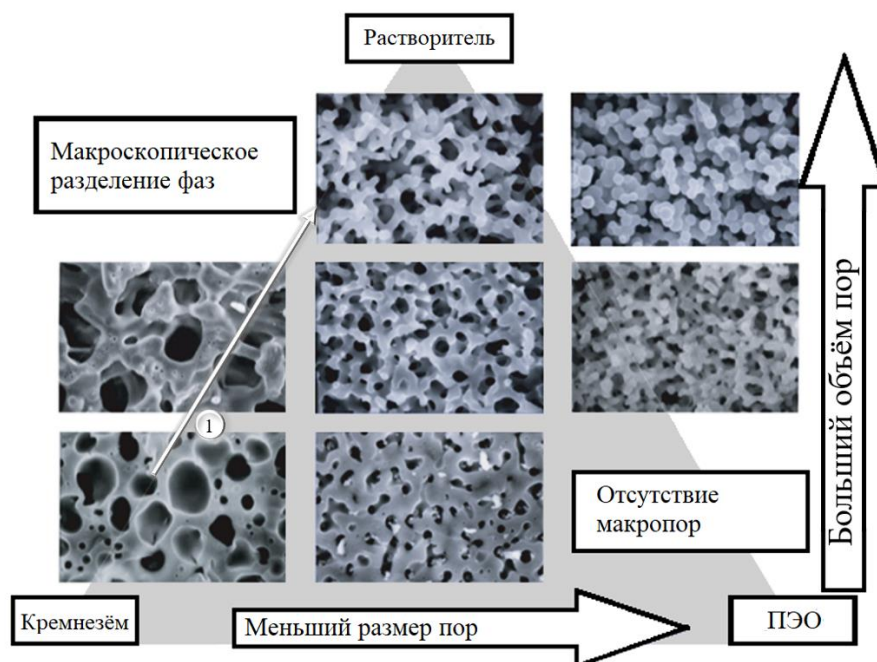 Растворитель
Макроскопическое
разделение фаз
1
Отсутствие
макропор
Больший объём пор
Кремнезём
Меньший размер пор
ПЭО